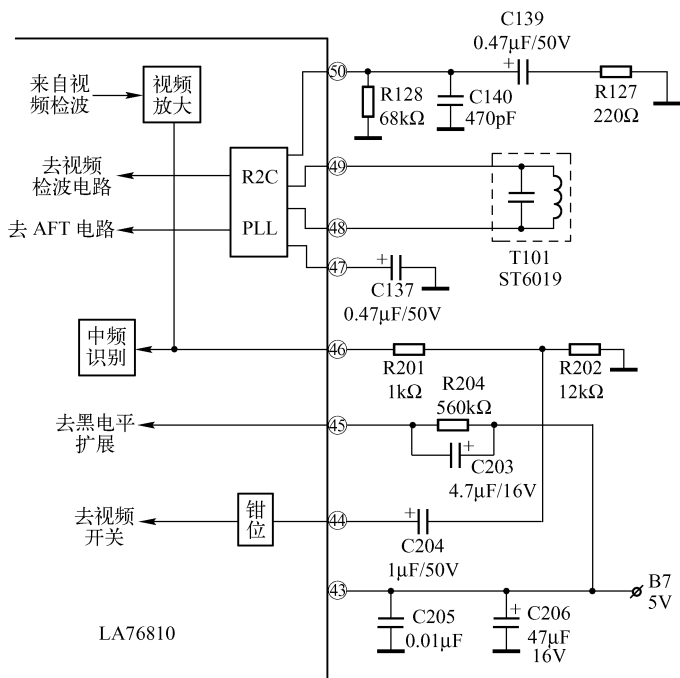 C139
0.47μF/50V
50
来自视
频检波
视频
放大
R128
68kΩ
C140
470pF
R127
220Ω
49
去视频
检波电路
R2C
去 AFT 电路
PLL
48
T101
ST6019
47
C137
0.47μF/50V
中频
识别
46
R201
1kΩ
R202
12kΩ
R204
560kΩ
去黑电平
扩展
45
C203
4.7μF/16V
去视频
开关
钳
位
44
C204
1μF/50V
43
B7
5V
LA76810
C205
0.01μF
C206
47μF
16V